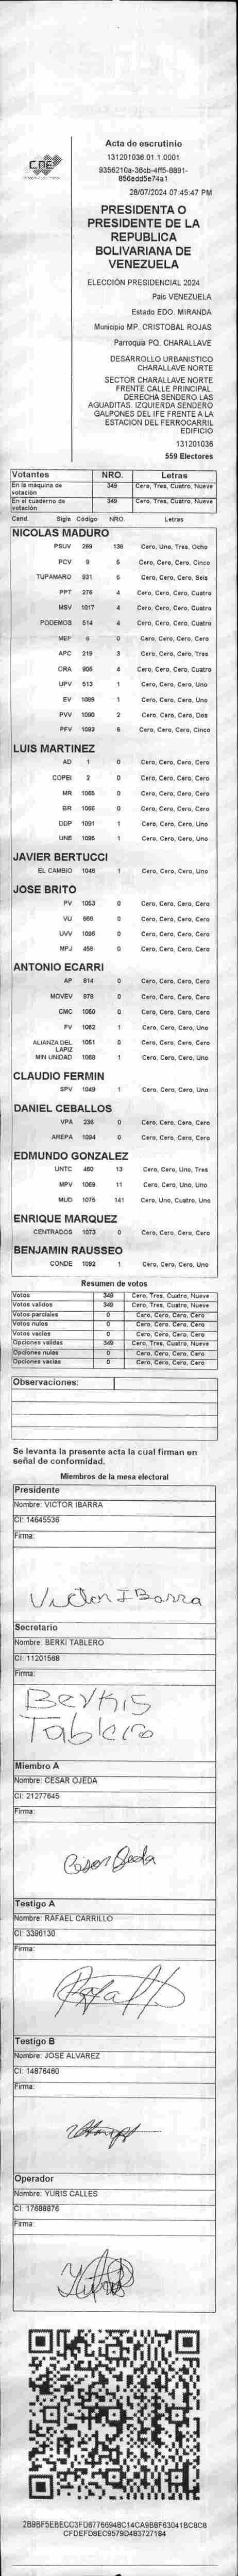 CNE
Acta de escrutinio
131201036.01.1.0001
9356210a-36cb-4ff5-8891-
856edd5e74a1
28/07/2024 07:45:47 PM
PRESIDENTA O
PRESIDENTE DE LA
REPUBLICA
BOLIVARIANA DE
VENEZUELA
ELECCIÓN PRESIDENCIAL 2024
País VENEZUELA
Estado EDO. MIRANDA
Municipio MP. CRISTOBAL ROJAS
Parroquia PQ. CHARALLAVE
DESARROLLO URBANISTICO
CHARALLAVE NORTE
SECTOR CHARALLAVE NORTE
FRENTE CALLE PRINCIPAL.
DERECHA SENDERO LAS
AGUADITAS. IZQUIERDA SENDERO
GALPONES DEL IFE FRENTE A LA
ESTACION DEL FERROCARRIL
EDIFICIO
131201036
559 Electores
Votantes NRO. Letras
En la máquina de votación 349 Cero, Tres, Cuatro, Nueve
En el cuaderno de votación 349 Cero, Tres, Cuatro, Nueve
Cand. Sigla Código NRO. Letras
NICOLAS MADURO
PSUV 289 138 Cero, Uno, Tres, Ocho
PCV 9 5 Cero, Cero, Cero, Cinco
TUPAMARO 931 6 Cero, Cero, Cero, Seis
PPT 276 4 Cero, Cero, Cero, Cuatro
MSV 1017 4 Cero, Cero, Cero, Cuatro
PODEMOS 514 4 Cero, Cero, Cero, Cuatro
MEP 8 0 Cero, Cero, Cero, Cero
APC 219 3 Cero, Cero, Cero, Tres
ORA 906 4 Cero, Cero, Cero, Cuatro
UPV 513 1 Cero, Cero, Cero, Uno
EV 1089 1 Cero, Cero, Cero, Uno
PVV 1090 2 Cero, Cero, Cero, Dos
PFV 1093 5 Cero, Cero, Cero, Cinco
LUIS MARTINEZ
AD 1 0 Cero, Cero, Cero, Cero
COPEI 2 0 Cero, Cero, Cero, Cero
MR 1065 0 Cero, Cero, Cero, Cero
BR 1066 0 Cero, Cero, Cero, Cero
DDP 1091 1 Cero, Cero, Cero, Uno
UNE 1095 1 Cero, Cero, Cero, Uno
JAVIER BERTUCCI
EL CAMBIO 1048 1 Cero, Cero, Cero, Uno
JOSE BRITO
PV 1053 0 Cero, Cero, Cero, Cero
VU 868 0 Cero, Cero, Cero, Cero
UVV 1096 0 Cero, Cero, Cero, Cero
MPJ 458 0 Cero, Cero, Cero, Cero
ANTONIO ECARRI
AP 814 0 Cero, Cero, Cero, Cero
MOVEV 878 0 Cero, Cero, Cero, Cero
CMC 1050 0 Cero, Cero, Cero, Cero
FV 1062 1 Cero, Cero, Cero, Uno
ALIANZA DEL LAPIZ 1051 0 Cero, Cero, Cero, Cero
MIN UNIDAD 1068 1 Cero, Cero, Cero, Uno
CLAUDIO FERMIN
SPV 1049 1 Cero, Cero, Cero, Uno
DANIEL CEBALLOS
VPA 236 0 Cero, Cero, Cero, Cero
AREPA 1094 0 Cero, Cero, Cero, Cero
EDMUNDO GONZALEZ
UNTC 460 13 Cero, Cero, Uno, Tres
MPV 1069 11 Cero, Cero, Uno, Uno
MUD 1075 141 Cero, Uno, Cuatro, Uno
ENRIQUE MARQUEZ
CENTRADOS 1073 0 Cero, Cero, Cero, Cero
BENJAMIN RAUSSEO
CONDE 1092 1 Cero, Cero, Cero, Uno
Resumen de votos
Votos 349 Cero, Tres, Cuatro, Nueve
Votos validos 349 Cero, Tres, Cuatro, Nueve
Votos parciales 0 Cero, Cero, Cero, Cero
Votos nulos 0 Cero, Cero, Cero, Cero
Votos vacios 0 Cero, Cero, Cero, Cero
Opciones validas 349 Cero, Tres, Cuatro, Nueve
Opciones nulas 0 Cero, Cero, Cero, Cero
Opciones vacias 0 Cero, Cero, Cero, Cero
Observaciones:
Se levanta la presente acta la cual firman en
señal de conformidad.
Miembros de la mesa electoral
Presidente
Nombre: VICTOR IBARRA
CI: 14645536
Firma:
Victor IBarra
Secretario
Nombre: BERKI TABLERO
CI: 11201568
Firma:
Berkis
Tablero
Miembro A
Nombre: CESAR OJEDA
CI: 21277645
Firma:
Cesar Ojeda
Testigo A
Nombre: RAFAEL CARRILLO
CI: 3396130
Firma:
Testigo B
Nombre: JOSE ALVAREZ
CI: 14876460
Firma:
Operador
Nombre: YURIS CALLES
CI: 17688876
Firma:
2B9BF5EBECC3FD67766948C14CA9B8F63041BC8C8
CFDEFD8EC9579D483727184